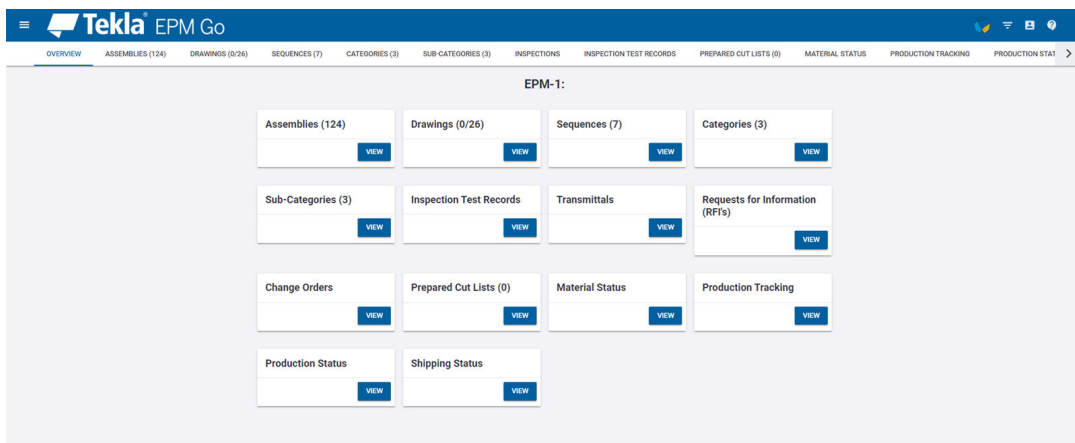 Tekla® EPM Go
OVERVIEW ASSEMBLIES (124) DRAWINGS (0/26) SEQUENCES (7) CATEGORIES (3) SUB-CATEGORIES (3) INSPECTIONS INSPECTION TEST RECORDS PREPARED CUT LISTS (0) MATERIAL STATUS PRODUCTION TRACKING PRODUCTION STAT
EPM-1:
Assemblies (124) Drawings (0/26) Sequences (7) Categories (3)
VIEW VIEW VIEW VIEW
Sub-Categories (3) Inspection Test Records Transmittals Requests for Information
(RFI's)
VIEW VIEW VIEW
VIEW
Change Orders Prepared Cut Lists (0) Material Status Production Tracking
VIEW VIEW VIEW VIEW
Production Status Shipping Status
VIEW VIEW